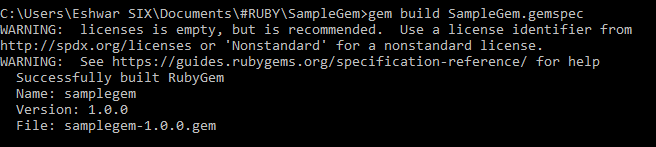 C:\Users\Eshwar SIX\Documents\#RUBY\SampleGem>gem build SampleGem.gemspec
WARNING:  licenses is empty, but is recommended.  Use a license identifier from
http://spdx.org/licenses or 'Nonstandard' for a nonstandard license.
WARNING:  See https://guides.rubygems.org/specification-reference/ for help
  Successfully built RubyGem
  Name: samplegem
  Version: 1.0.0
  File: samplegem-1.0.0.gem